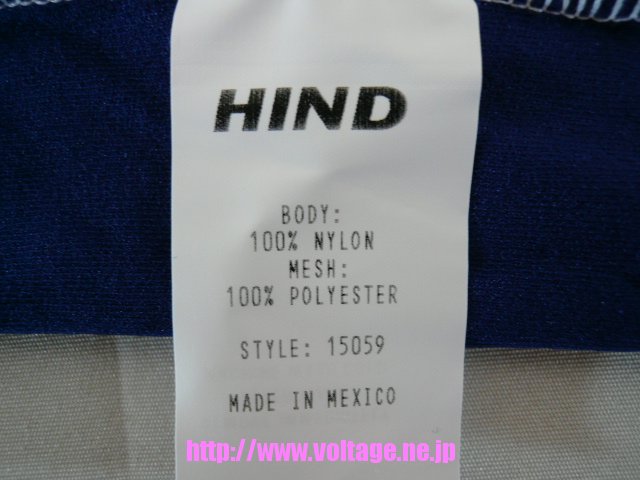 HIND
BODY:
100% NYLON
MESH:
100% POLYESTER
STYLE: 15059
MADE IN MEXICO
http://www.voltage.ne.jp